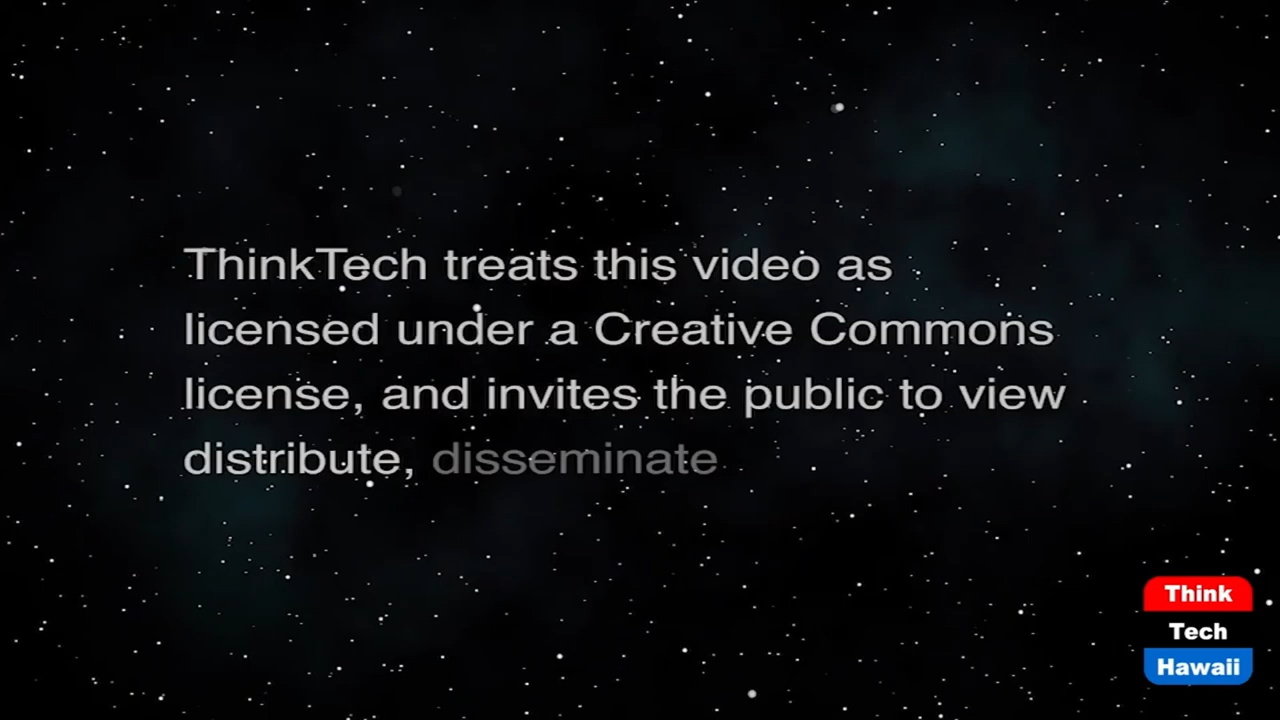 ThinkTech treats this video as
licensed under a Creative Commons
license, and invites the public to view
distribute, disseminate
Think
Tech
Hawaii